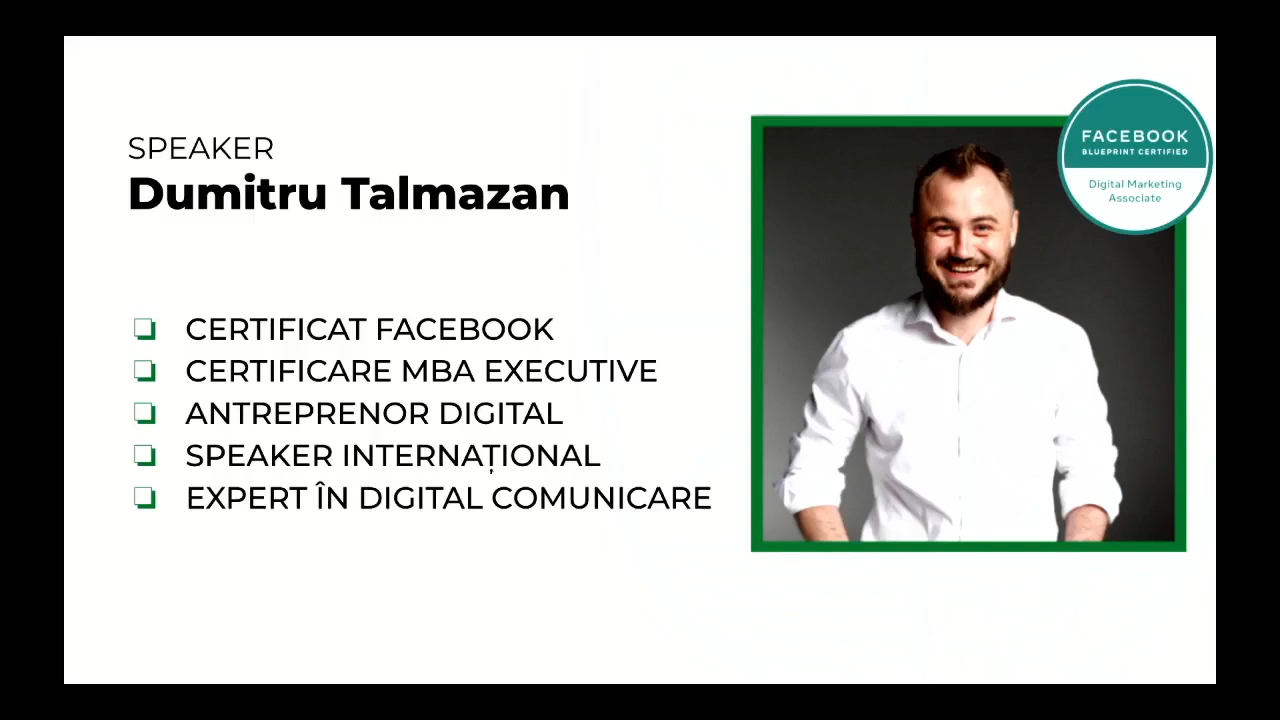 SPEAKER
Dumitru Talmazan
CERTIFICAT FACEBOOK
CERTIFICARE MBA EXECUTIVE
ANTREPRENOR DIGITAL
SPEAKER INTERNAȚIONAL
EXPERT ÎN DIGITAL COMUNICARE
FACEBOOK
BLUEPRINT CERTIFIED
Digital Marketing
Associate